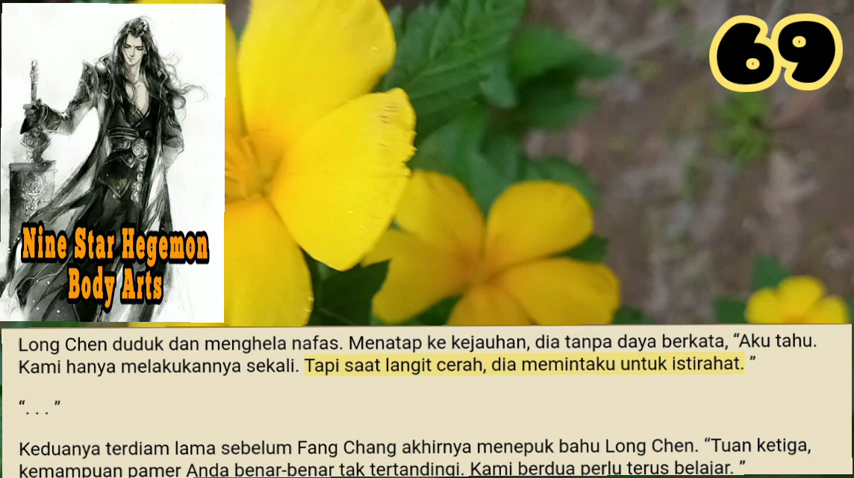 69
Nine Star Hegemon
Body Arts
Long Chen duduk dan menghela nafas. Menatap ke kejauhan, dia tanpa daya berkata, “Aku tahu.
Kami hanya melakukannya sekali. Tapi saat langit cerah, dia memintaku untuk istirahat. ”
“. . . ”
Keduanya terdiam lama sebelum Fang Chang akhirnya menepuk bahu Long Chen. “Tuan ketiga,
kemampuan pamer Anda benar-benar tak tertandingi. Kami berdua perlu terus belajar. ”